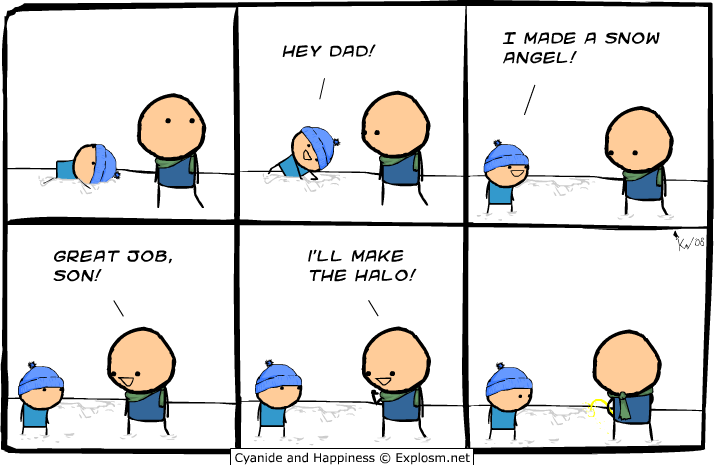 HEY DAD!
I MADE A SNOW
ANGEL!
GREAT JOB,
SON!
I'LL MAKE
THE HALO!
KW/08
Cyanide and Happiness © Explosm.net